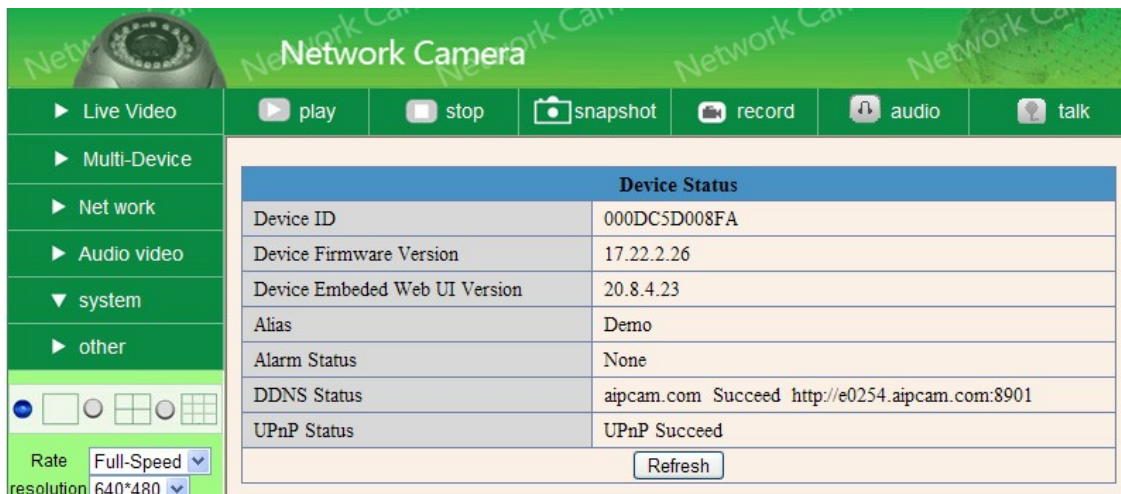 Network Camera
Live Video
play stop snapshot record audio talk
Multi-Device
Net work
Audio video
system
other
Rate Full-Speed
resolution 640*480
Device Status
Device ID 000DC5D008FA
Device Firmware Version 17.22.2.26
Device Embeded Web UI Version 20.8.4.23
Alias Demo
Alarm Status None
DDNS Status aipcam.com Succeed http://e0254.aipcam.com:8901
UPnP Status UPnP Succeed
Refresh